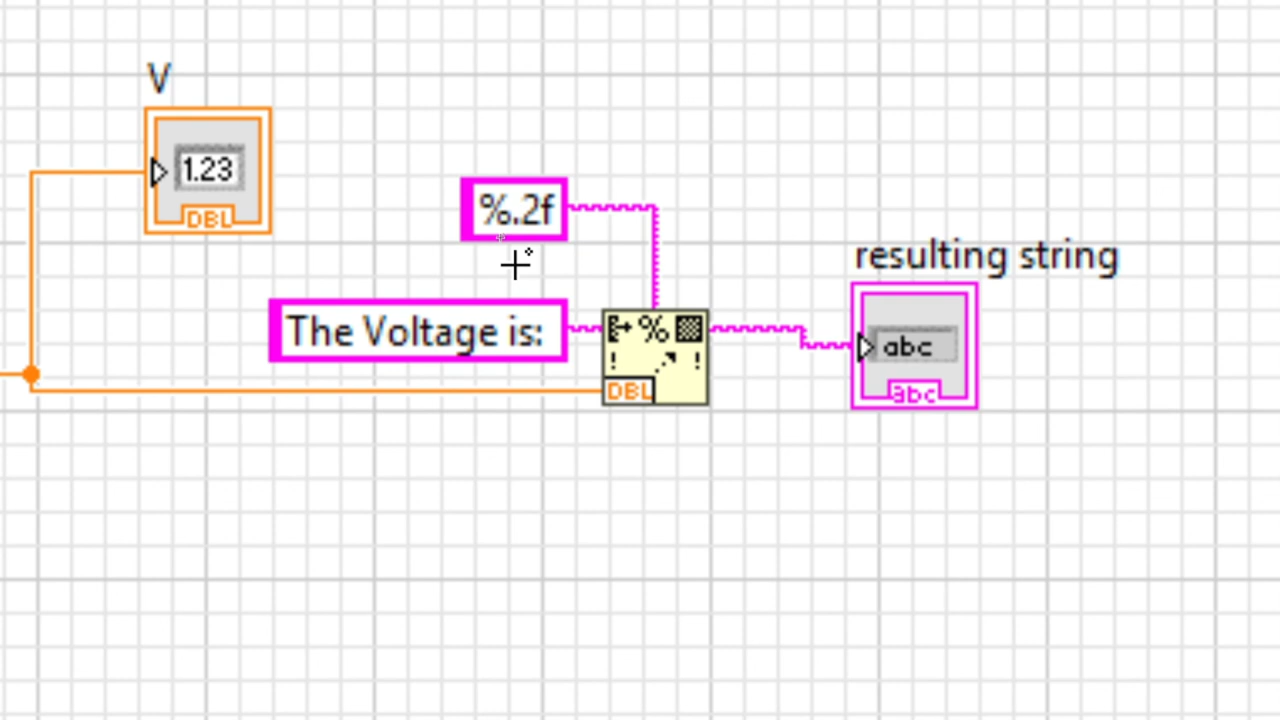 V
1.23
DBL
%.2f
resulting string
The Voltage is:
%
! !
abc
DBL
abc